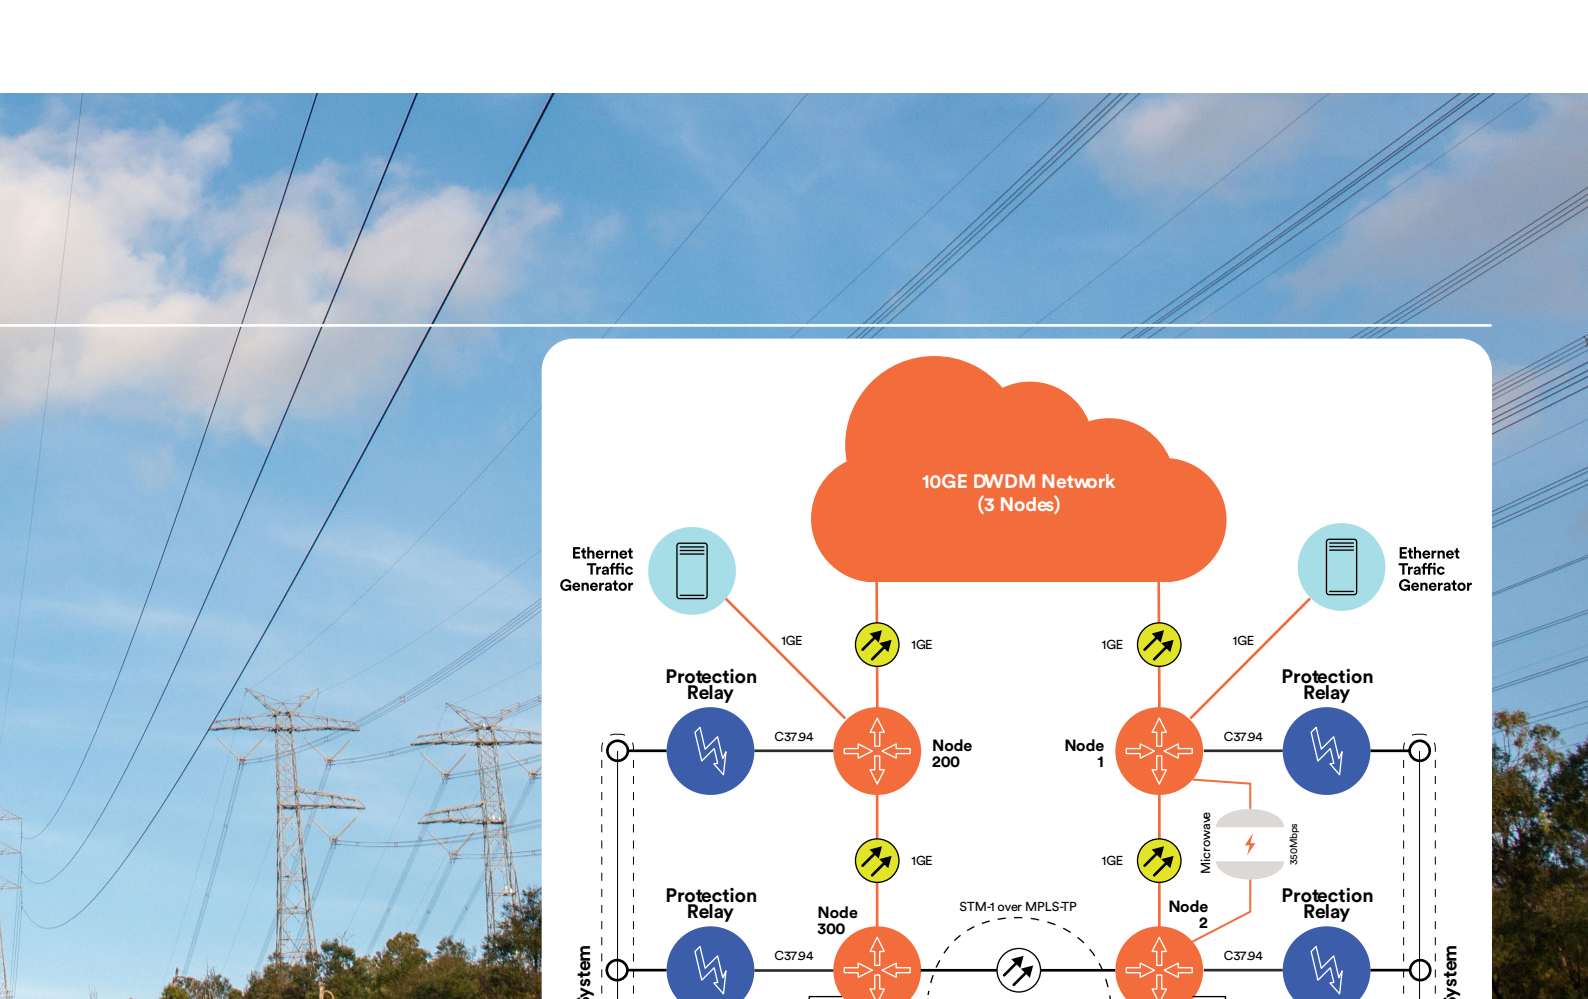 10GE DWDM Network
(3 Nodes)
Ethernet
Traffic
Generator
Ethernet
Traffic
Generator
1GE
1GE
1GE
1GE
Protection
Relay
Protection
Relay
C37.94
Node
200
Node
1
C37.94
1GE
1GE
Microwave
350Mbps
Protection
Relay
Node
300
STM-1 over MPLS-TP
Node
2
Protection
Relay
C37.94
C37.94